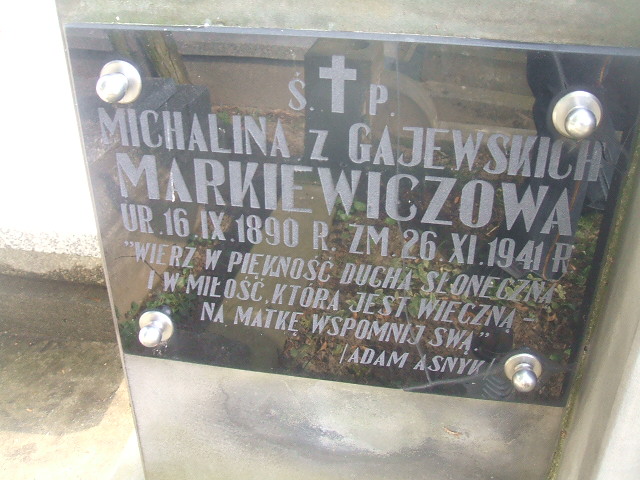 Ś. P.
MICHALINA z GAJEWSKICH
MARKIEWICZOWA
UR. 16.IX.1890 R. ZM. 26.XI.1941 R
"WIERZ W PIĘKNOŚĆ DUCHA SŁONECZNĄ
I W MIŁOŚĆ, KTÓRA JEST WIECZNĄ -
NA MATKĘ WSPOMNIJ SWĄ."
/ADAM ASNYK/